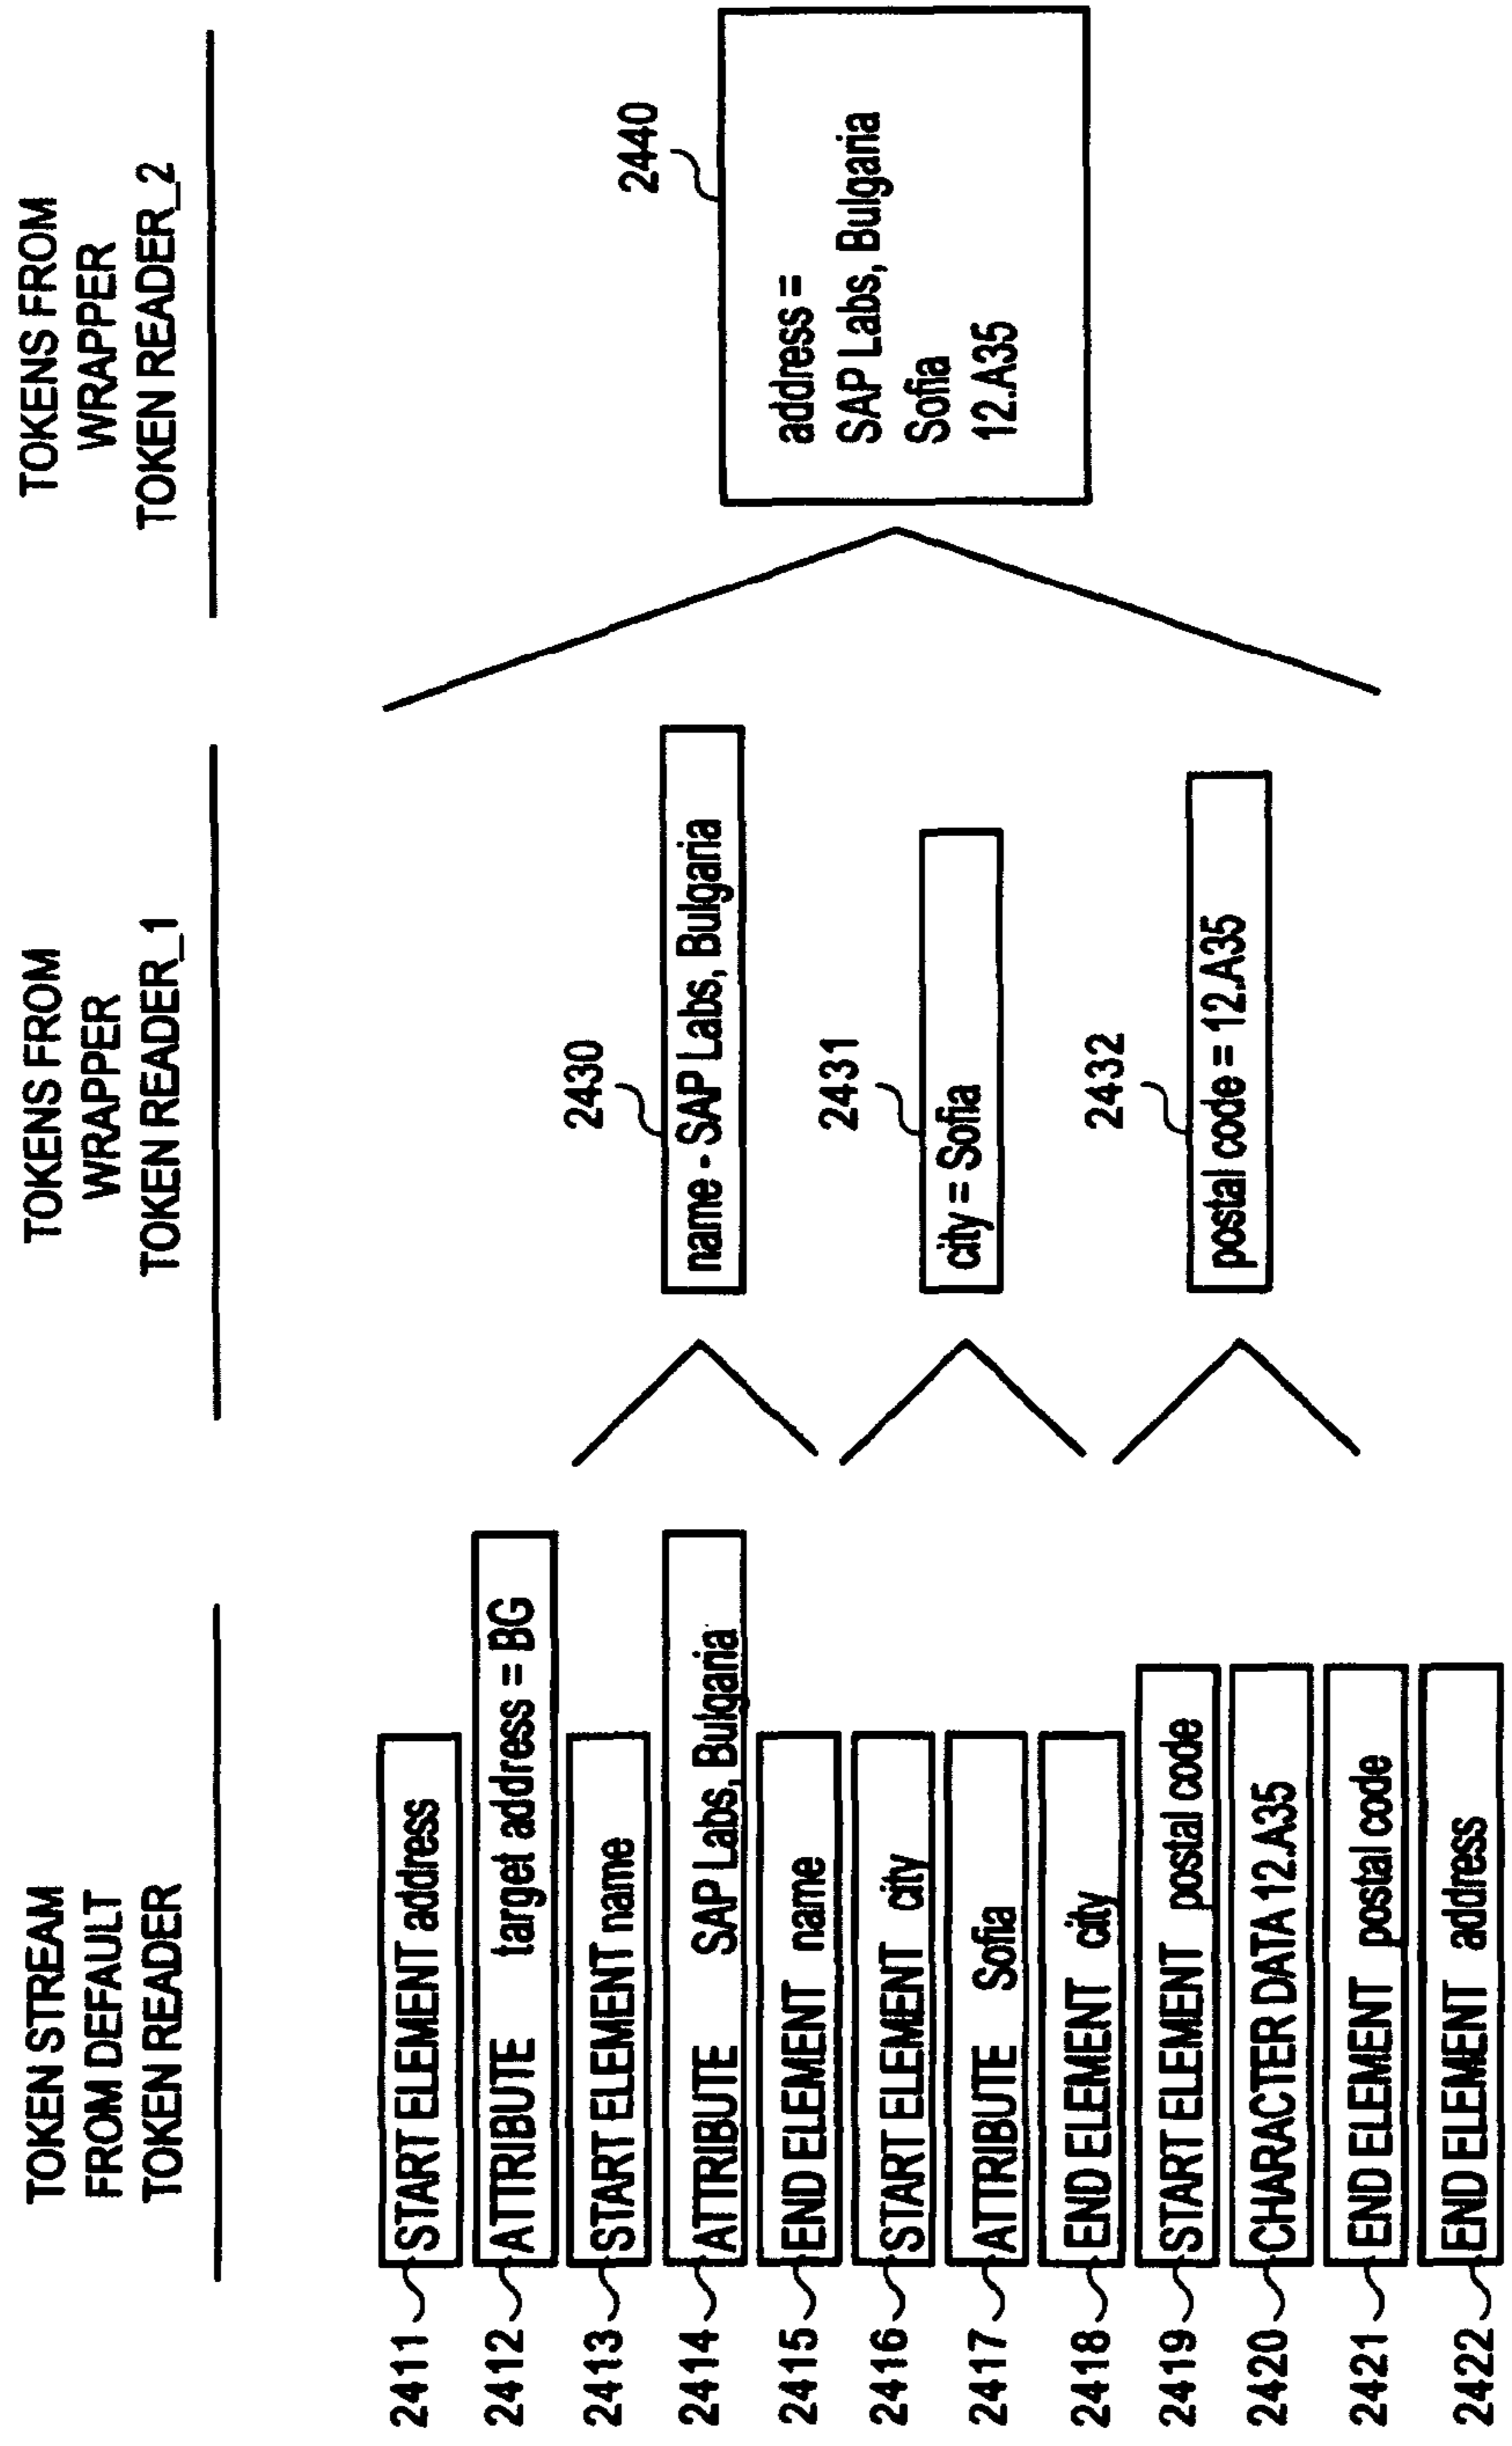 TOKEN STREAM
FROM DEFAULT
TOKEN READER
2411
START ELEMENT address
2412
ATTRIBUTE target address = BG
2413
START ELEMENT name
2414
ATTRIBUTE SAP Labs, Bulgaria
2415
END ELEMENT name
2416
START ELEMENT city
2417
ATTRIBUTE Sofia
2418
END ELEMENT city
2419
START ELEMENT postal code
2420
CHARACTER DATA 12.A35
2421
END ELEMENT postal code
2422
END ELEMENT address
TOKENS FROM
WRAPPER
TOKEN READER_1
2430
name - SAP Labs, Bulgaria
2431
city = Sofia
2432
postal code = 12.A35
TOKENS FROM
WRAPPER
TOKEN READER_2
2440
address =
SAP Labs, Bulgaria
Sofia
12.A35